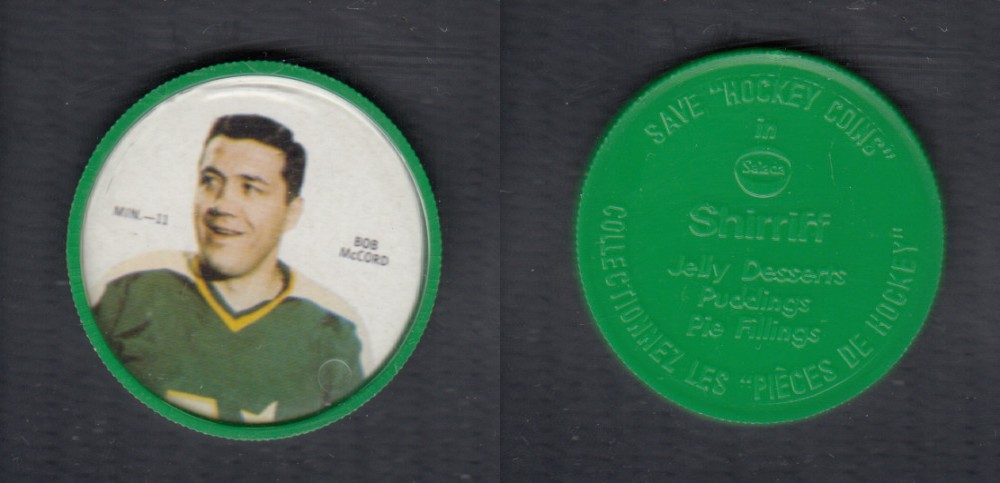 MIN.—11
BOB
McCORD
SAVE "HOCKEY COINS"
in
Salada
Shirriff
Jelly Desserts
Puddings
Pie Fillings
COLLECTIONNEZ LES "PIÈCES DE HOCKEY"